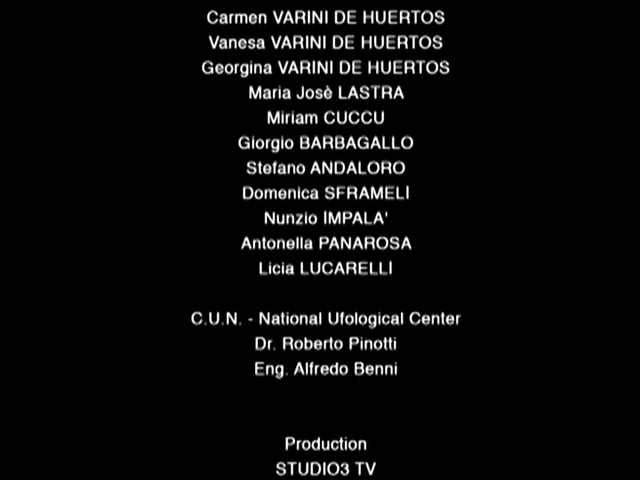 Carmen VARINI DE HUERTOS
Vanesa VARINI DE HUERTOS
Georgina VARINI DE HUERTOS
Maria Josè LASTRA
Miriam CUCCU
Giorgio BARBAGALLO
Stefano ANDALORO
Domenica SFRAMELI
Nunzio IMPALA'
Antonella PANAROSA
Licia LUCARELLI
C.U.N. - National Ufological Center
Dr. Roberto Pinotti
Eng. Alfredo Benni
Production
STUDIO3 TV